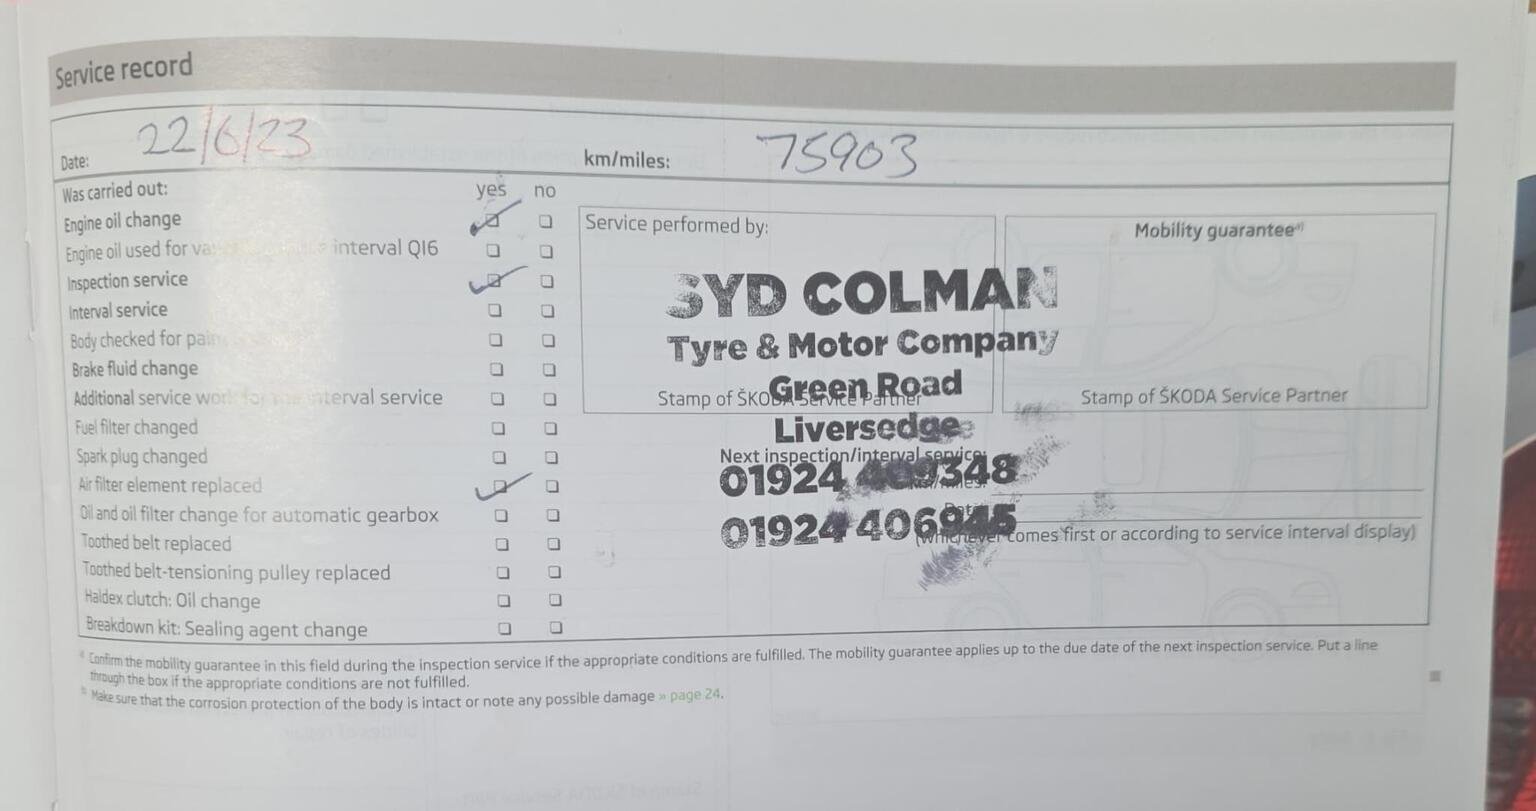 Service record
Date: 22/6/23 km/miles: 75903
Was carried out: yes no
Engine oil change
Engine oil used for interval QI6
Inspection service
Interval service
Body checked for
Brake fluid change
Additional service work for the interval service
Fuel filter changed
Spark plug changed
Air filter element replaced
Oil and oil filter change for automatic gearbox
Toothed belt replaced
Toothed belt-tensioning pulley replaced
Haldex clutch: Oil change
Breakdown kit: Sealing agent change
Service performed by:
SYD COLMAN
Tyre & Motor Company
Green Road
Liversedge
01924 348
01924 406945
Stamp of ŠKODA Service Partner
Mobility guarantee
Stamp of ŠKODA Service Partner
Next inspection/interval service:
(whichever comes first or according to service interval display)
Confirm the mobility guarantee in this field during the inspection service if the appropriate conditions are fulfilled. The mobility guarantee applies up to the due date of the next inspection service. Put a line
through the box if the appropriate conditions are not fulfilled.
Make sure that the corrosion protection of the body is intact or note any possible damage » page 24.